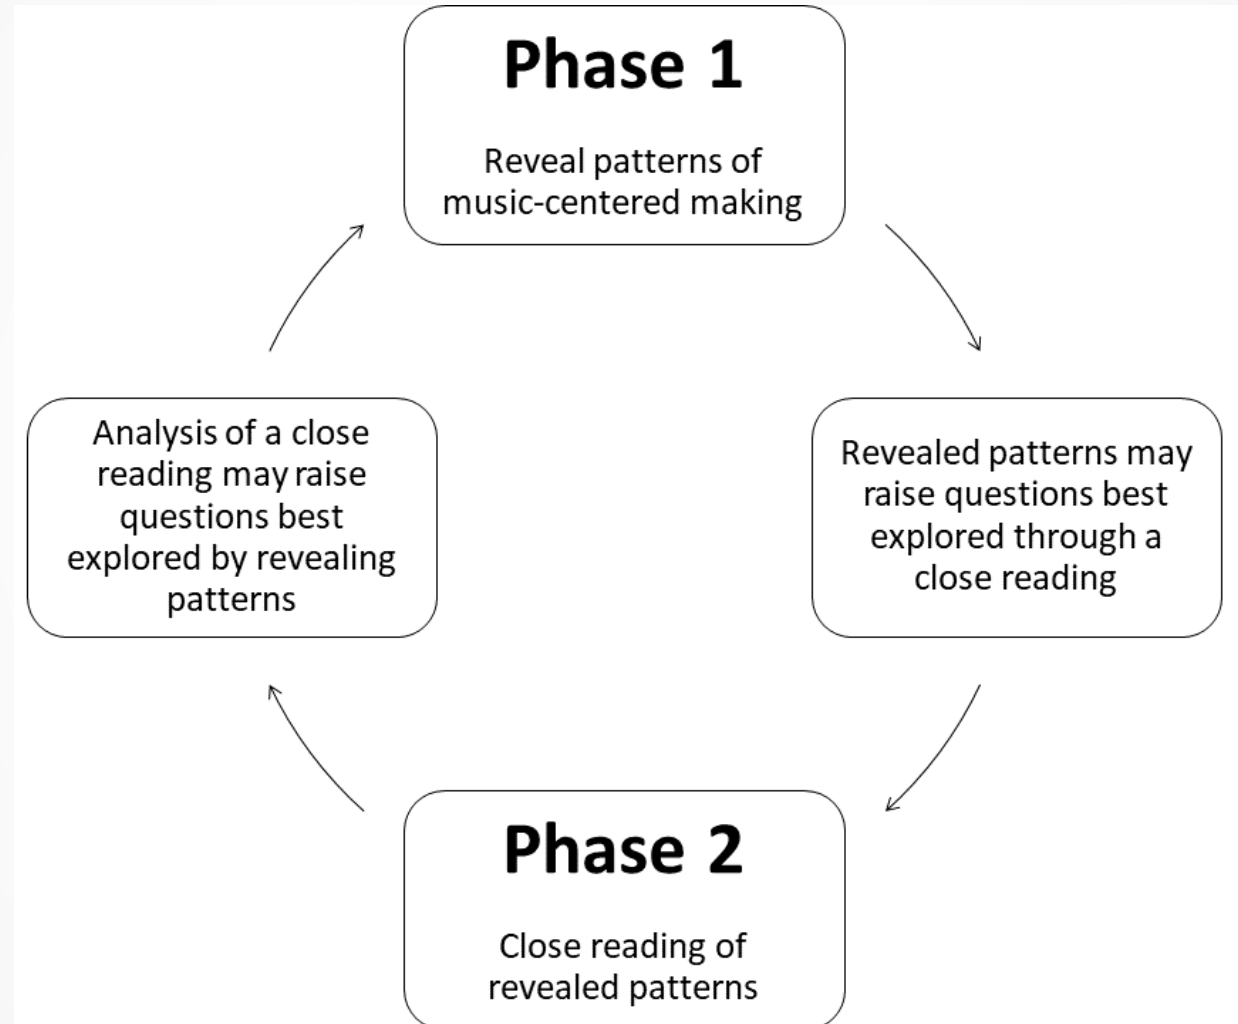 Phase 1
Reveal patterns of
music-centered making
Revealed patterns may
raise questions best
explored through a
close reading
Phase 2
Close reading of
revealed patterns
Analysis of a close
reading may raise
questions best
explored by revealing
patterns